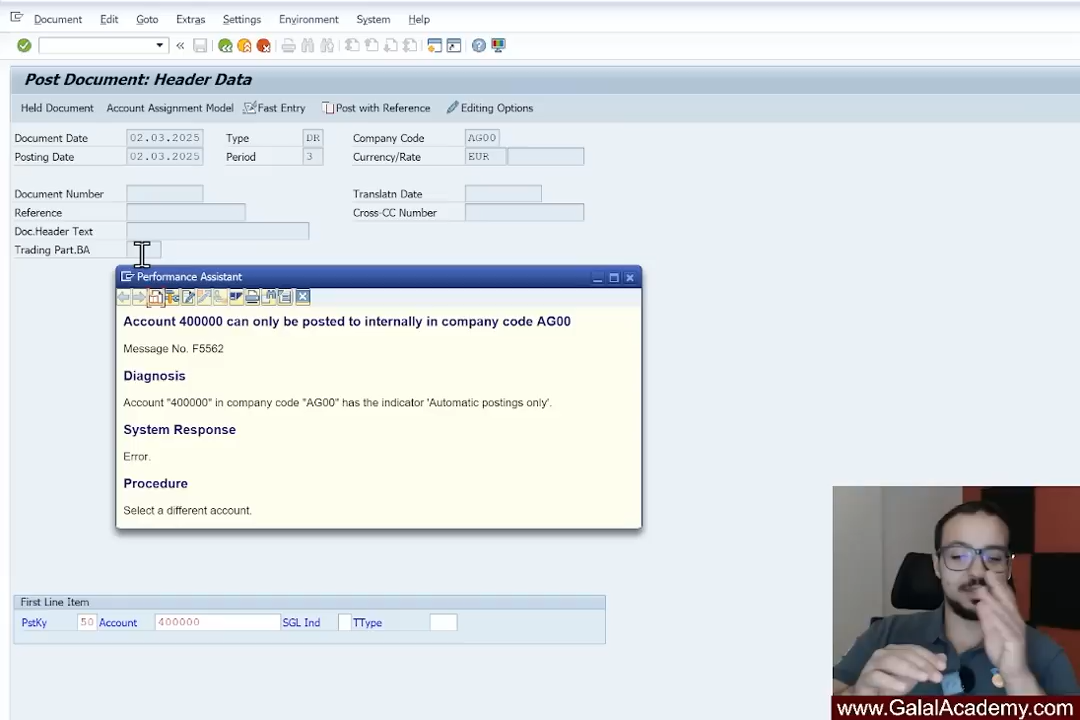 Document Edit Goto Extras Settings Environment System Help
Post Document: Header Data
Held Document Account Assignment Model Fast Entry Post with Reference Editing Options
Document Date 02.03.2025 Type DR Company Code AG00
Posting Date 02.03.2025 Period 3 Currency/Rate EUR
Document Number Translatn Date
Reference Cross-CC Number
Doc.Header Text
Trading Part.BA
Performance Assistant
Account 400000 can only be posted to internally in company code AG00
Message No. F5562
Diagnosis
Account "400000" in company code "AG00" has the indicator 'Automatic postings only'.
System Response
Error.
Procedure
Select a different account.
First Line Item
PstKy 50 Account 400000 SGL Ind TType
www.GalalAcademy.com